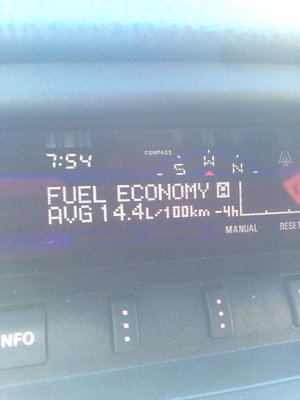 7:54
COMPASS
S W N
FUEL ECONOMY A
AVG 14.4L/100km -4h
MANUAL RESET
INFO